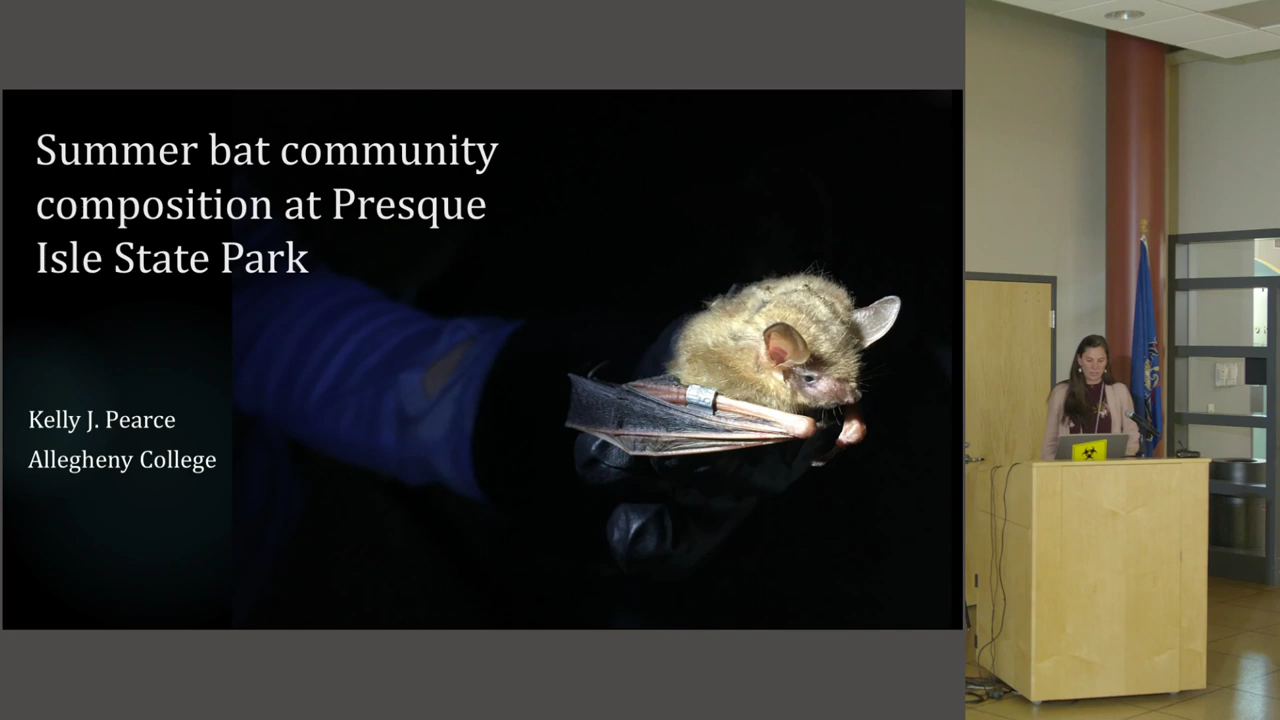 Summer bat community
composition at Presque
Isle State Park
Kelly J. Pearce
Allegheny College